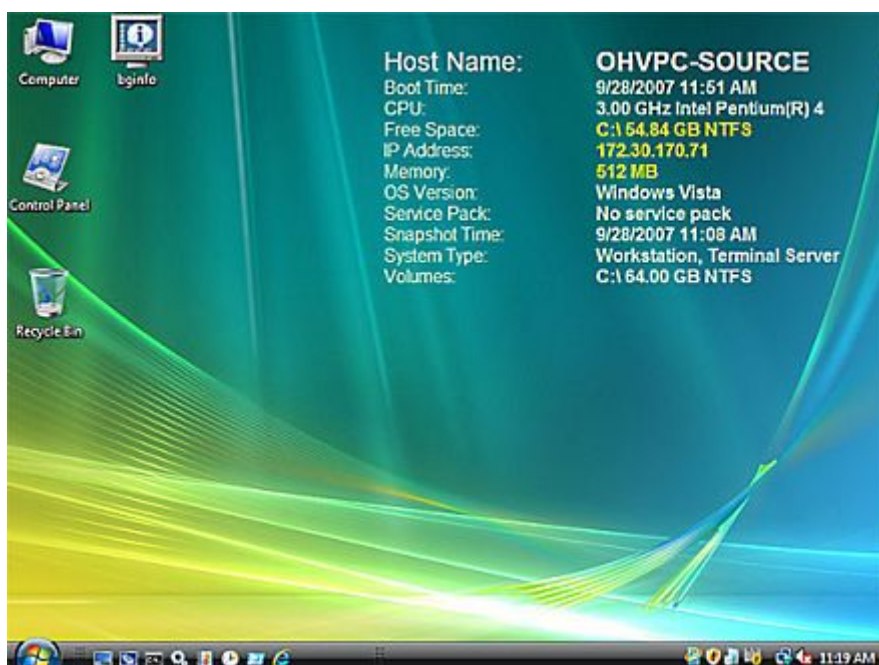 Computer
bginfo
Control Panel
Recycle Bin
Host Name: OHVPC-SOURCE
Boot Time: 9/28/2007 11:51 AM
CPU: 3.00 GHz Intel Pentium(R) 4
Free Space: C:\ 54.84 GB NTFS
IP Address: 172.30.170.71
Memory: 512 MB
OS Version: Windows Vista
Service Pack: No service pack
Snapshot Time: 9/28/2007 11:08 AM
System Type: Workstation, Terminal Server
Volumes: C:\ 64.00 GB NTFS
11:19 AM